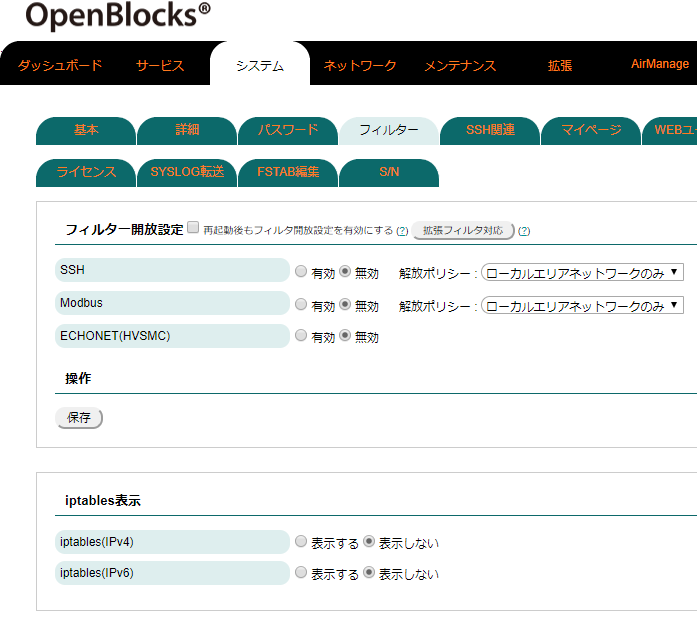 OpenBlocks®
ダッシュボード サービス システム ネットワーク メンテナンス 拡張 AirManage
基本 詳細 パスワード フィルター SSH関連 マイページ WEBユ
ライセンス SYSLOG転送 FSTAB編集 S/N
フィルター開放設定 再起動後もフィルタ開放設定を有効にする (?) 拡張フィルタ対応 (?)
SSH 有効 無効 解放ポリシー : ローカルエリアネットワークのみ
Modbus 有効 無効 解放ポリシー : ローカルエリアネットワークのみ
ECHONET(HVSMC) 有効 無効
操作
保存
iptables表示
iptables(IPv4) 表示する 表示しない
iptables(IPv6) 表示する 表示しない